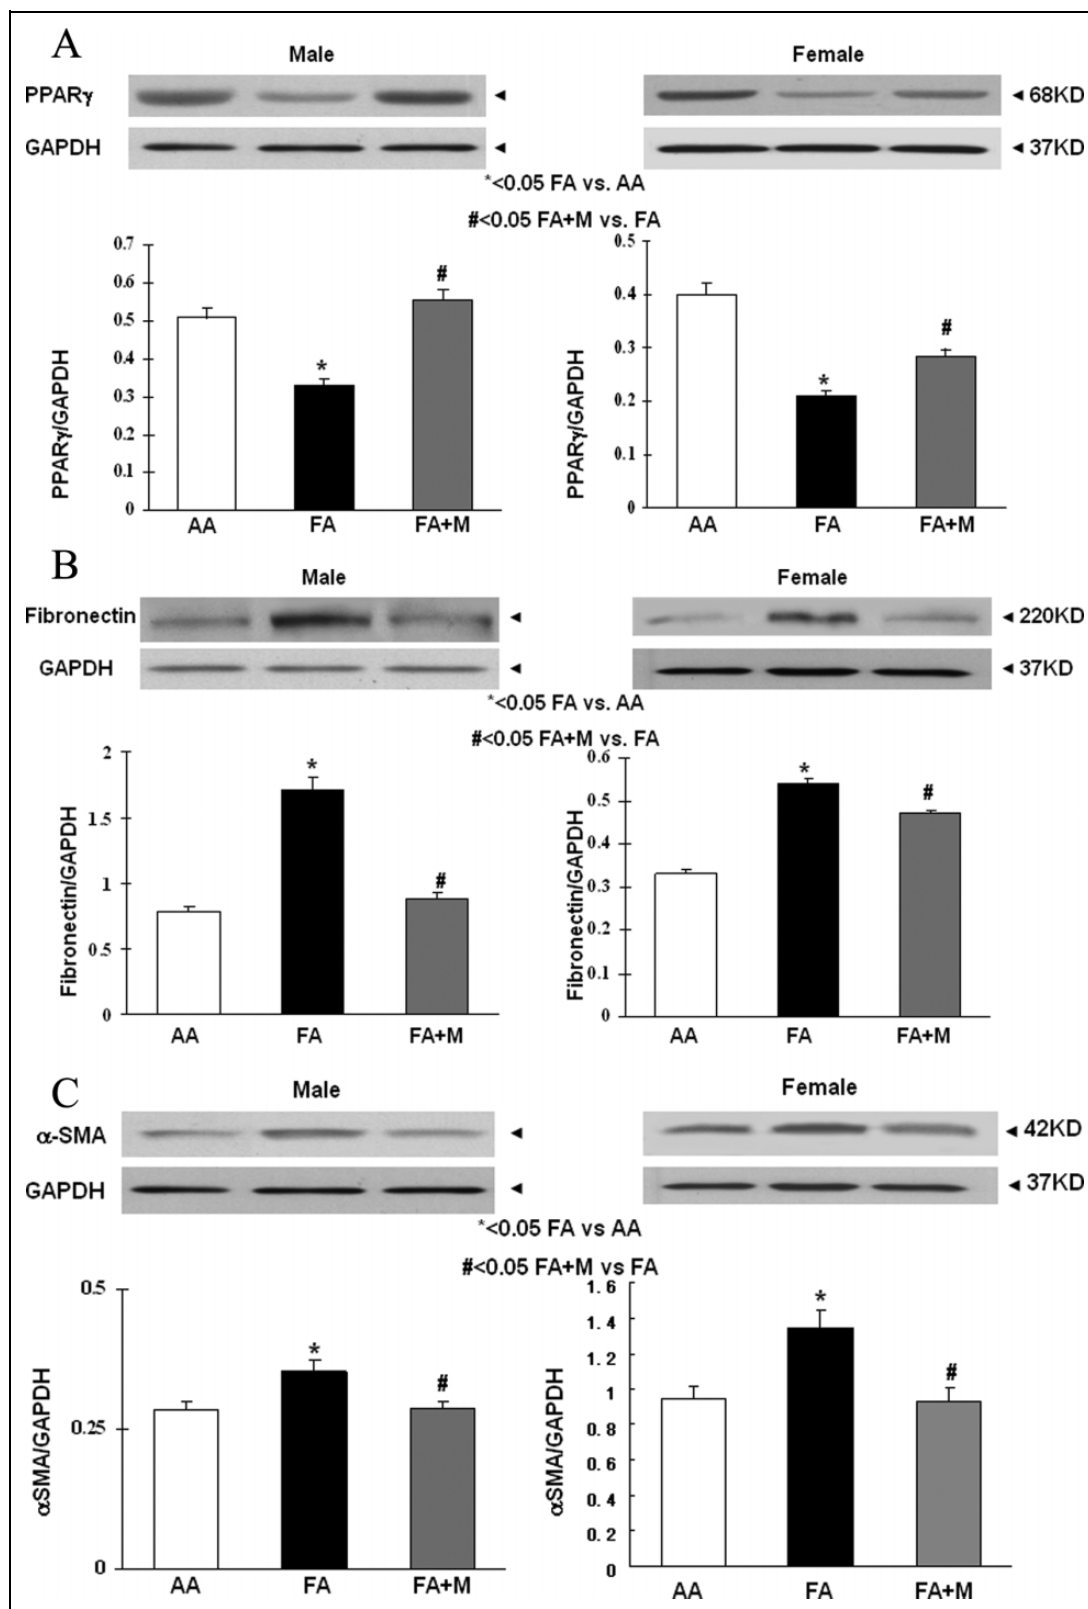 A
Male
Female
PPARγ
68KD
GAPDH
37KD
*<0.05 FA vs. AA
#<0.05 FA+M vs. FA
PPARγ/GAPDH
0.7
0.6
0.5
0.4
0.3
0.2
0.1
0
#
*
AA
FA
FA+M
PPARγ/GAPDH
0.5
0.4
0.3
0.2
0.1
0
#
*
AA
FA
FA+M
B
Male
Female
Fibronectin
220KD
GAPDH
37KD
*<0.05 FA vs. AA
#<0.05 FA+M vs. FA
Fibronectin/GAPDH
2
1.5
1
0.5
0
*
#
AA
FA
FA+M
Fibronectin/GAPDH
0.6
0.5
0.4
0.3
0.2
0.1
0
*
#
AA
FA
FA+M
C
Male
Female
α-SMA
42KD
GAPDH
37KD
*<0.05 FA vs AA
#<0.05 FA+M vs FA
αSMA/GAPDH
0.5
0.25
0
*
#
AA
FA
FA+M
αSMA/GAPDH
1.6
1.4
1.2
1
0.8
0.6
0.4
0.2
0
*
#
AA
FA
FA+M